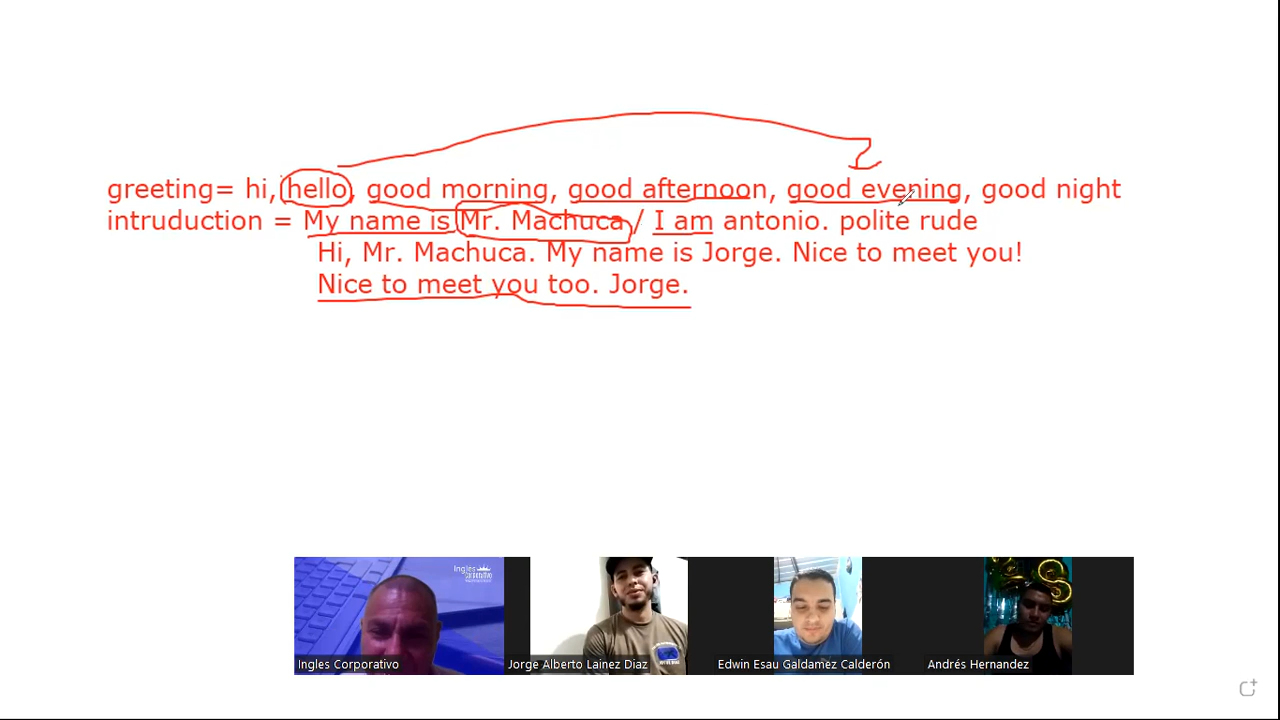 greeting= hi, hello, good morning, good afternoon, good evening, good night
intruduction = My name is Mr. Machuca / I am antonio. polite rude
Hi, Mr. Machuca. My name is Jorge. Nice to meet you!
Nice to meet you too. Jorge.
Ingles
corporativo
Ingles Corporativo
Jorge Alberto Lainez Diaz
Edwin Esau Galdamez Calderón
Andrés Hernandez